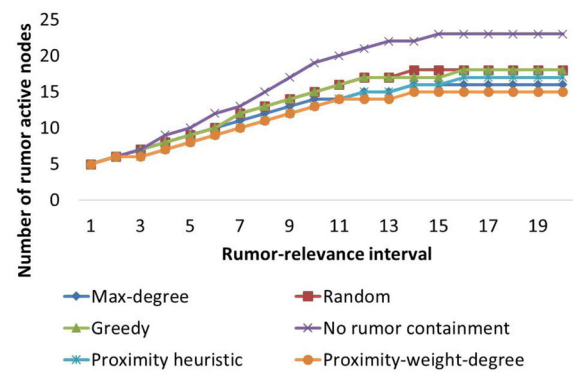 Number of rumor active nodes
25
20
15
10
5
0
1 3 5 7 9 11 13 15 17 19
Rumor-relevance interval
Max-degree Random
Greedy No rumor containment
Proximity heuristic Proximity-weight-degree